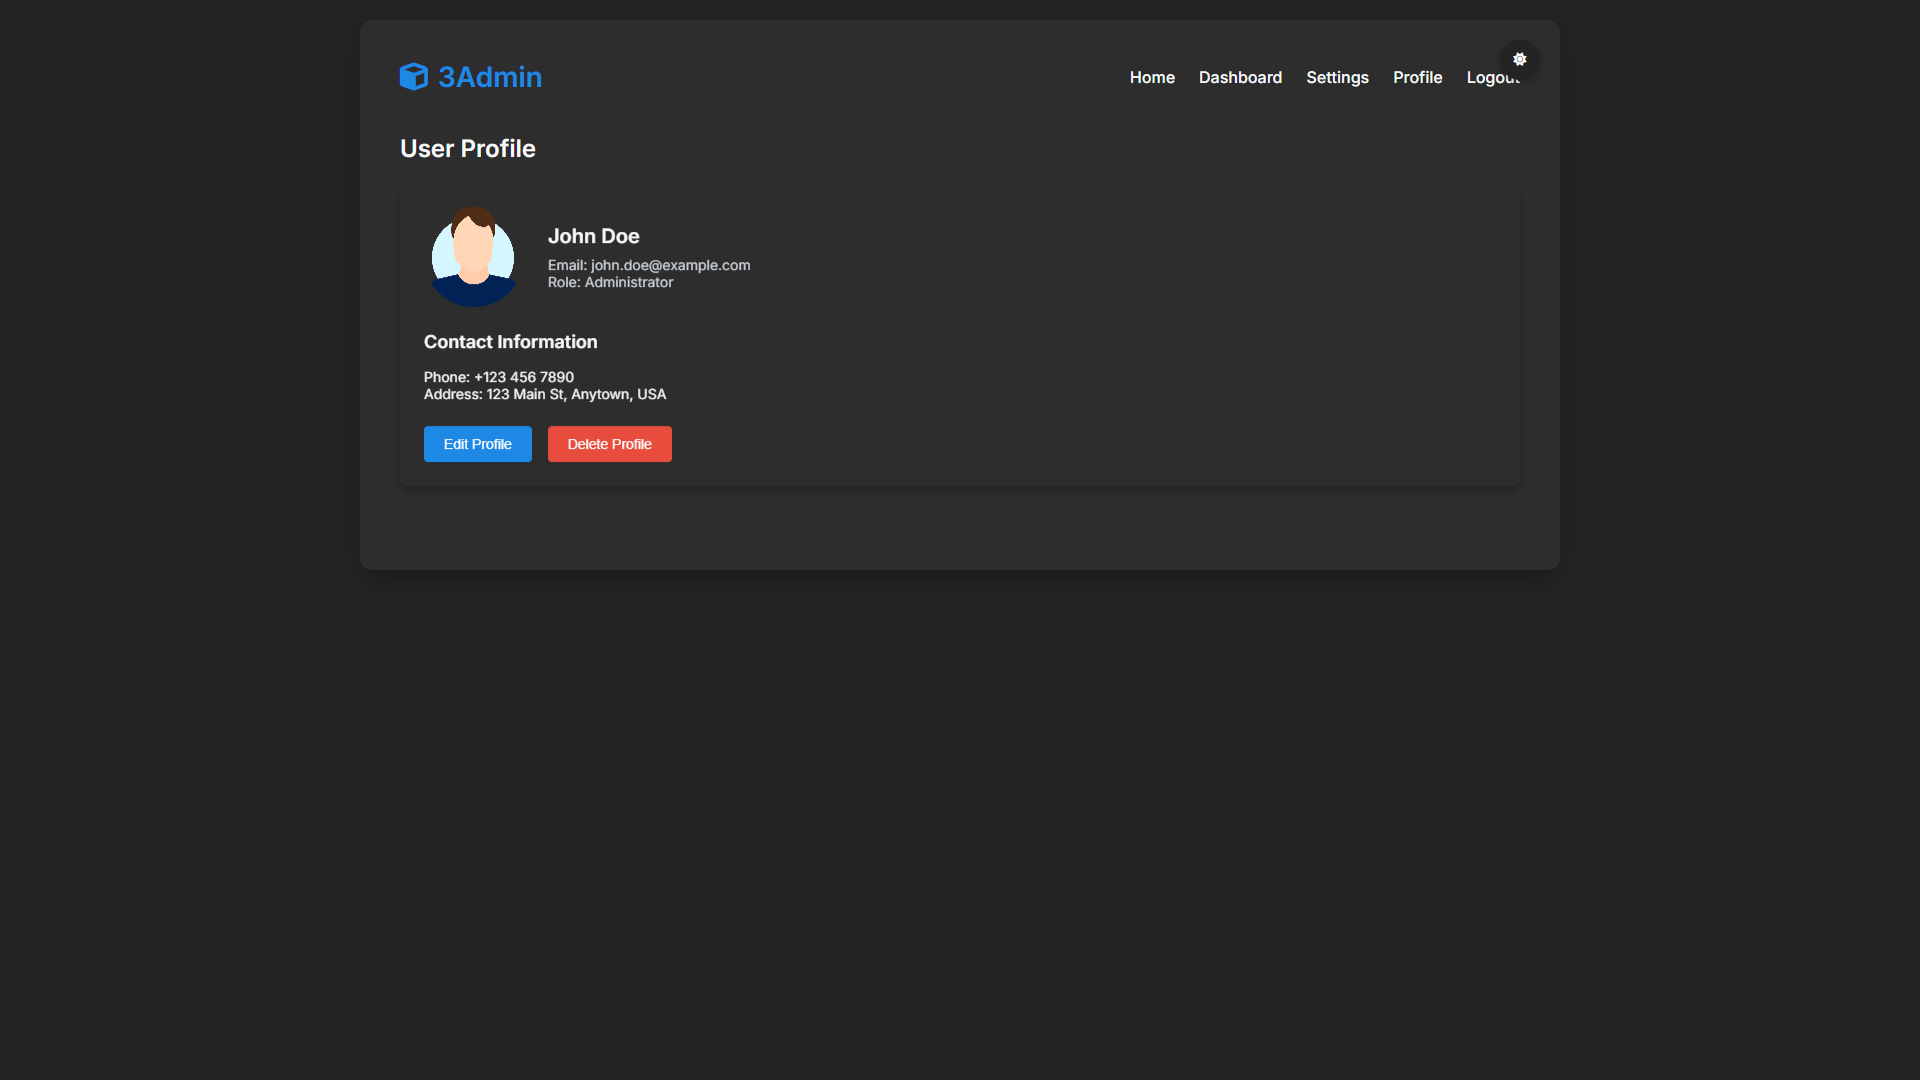 3Admin
Home Dashboard Settings Profile Logout
User Profile
John Doe
Email: john.doe@example.com
Role: Administrator
Contact Information
Phone: +123 456 7890
Address: 123 Main St, Anytown, USA
Edit Profile Delete Profile